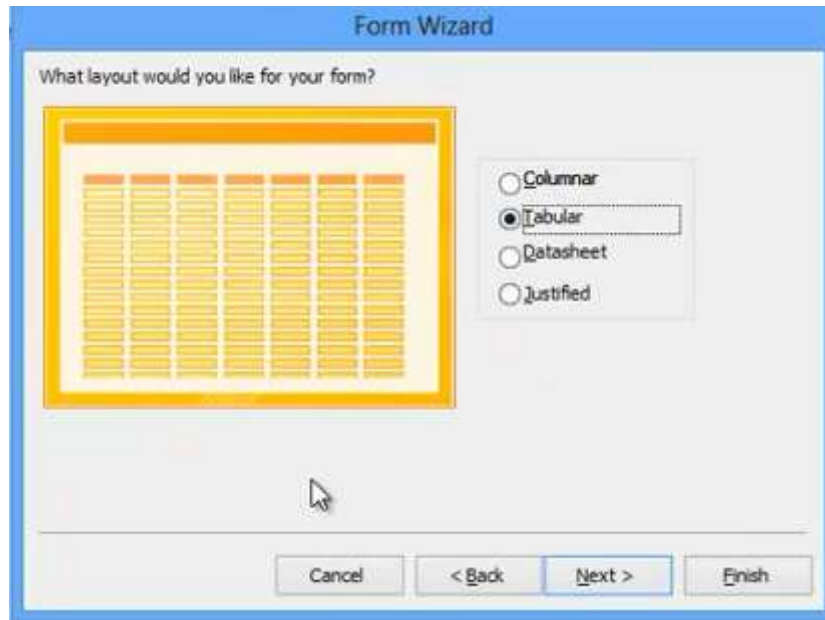 Form Wizard
What layout would you like for your form?
Columnar
Tabular
Datasheet
Justified
Cancel
< Back
Next >
Finish